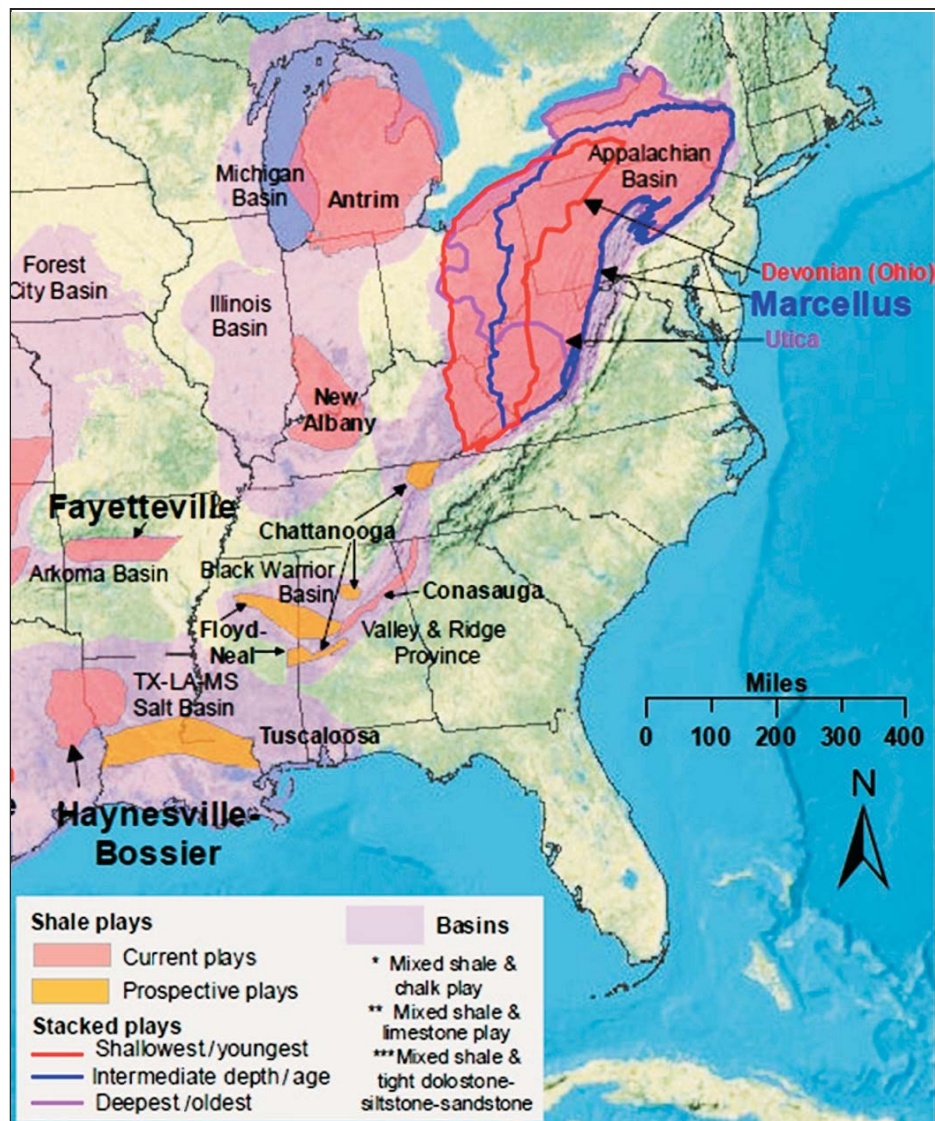 Michigan
Basin
Antrim
Appalachian
Basin
Forest
City Basin
Illinois
Basin
Devonian (Ohio)
Marcellus
Utica
New
Albany
Fayetteville
Arkoma Basin
Chattanooga
Black Warrior
Basin
Conasauga
Floyd-
Neal
Valley & Ridge
Province
TX-LA-MS
Salt Basin
Tuscaloosa
Haynesville-
Bossier
e
Miles
0 100 200 300 400
N
Shale plays
Current plays
Prospective plays
Stacked plays
Shallowest/youngest
Intermediate depth/age
Deepest/oldest
Basins
* Mixed shale &
chalk play
** Mixed shale &
limestone play
***Mixed shale &
tight dolostone-
siltstone-sandstone